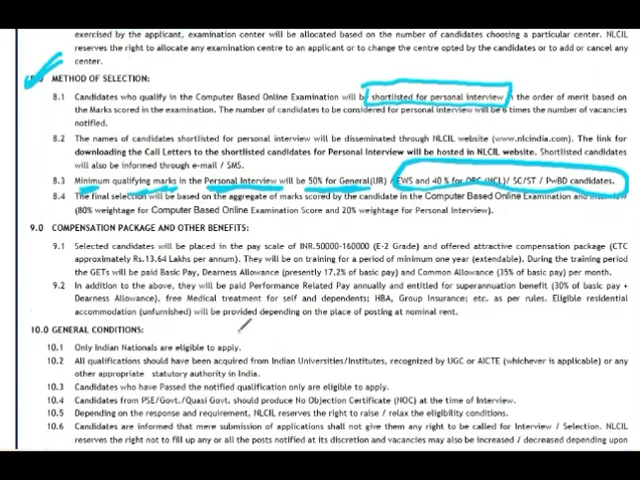 exercised by the applicant, examination center will be allocated based on the number of candidates choosing a particular center. NLCIL
reserves the right to allocate any examination centre to an applicant or to change the centre opted by the candidates or to add or cancel any
center.
METHOD OF SELECTION:
8.1 Candidates who qualify in the Computer Based Online Examination will be shortlisted for personal interview in the order of merit based on
the Marks scored in the examination. The number of candidates to be considered for personal interview will be 6 times the number of vacancies
notified.
8.2 The names of candidates shortlisted for personal interview will be disseminated through NLCIL website (www.nlcindia.com). The link for
downloading the Call Letters to the shortlisted candidates for Personal Interview will be hosted in NLCIL website. Shortlisted candidates
will also be informed through e-mail / SMS.
8.3 Minimum qualifying marks in the Personal Interview will be 50% for General(UR) / EWS and 40 % for OBC (NCL)/ SC/ST / PwBD candidates.
8.4 The final selection will be based on the aggregate of marks scored by the candidate in the Computer Based Online Examination and
(80% weightage for Computer Based Online Examination Score and 20% weightage for Personal Interview).
9.0 COMPENSATION PACKAGE AND OTHER BENEFITS:
9.1 Selected candidates will be placed in the pay scale of INR.50000-160000 (E-2 Grade) and offered attractive compensation package (CTC
approximately Rs.13.64 Lakhs per annum). They will be on training for a period of minimum one year (extendable). During the training period
the GETs will be paid Basic Pay, Dearness Allowance (presently 17.2% of basic pay) and Common Allowance (35% of basic pay) per month.
9.2 In addition to the above, they will be paid Performance Related Pay annually and entitled for superannuation benefit (30% of basic pay +
Dearness Allowance), free Medical treatment for self and dependents; HBA, Group Insurance; etc. as per rules. Eligible residential
accommodation (unfurnished) will be provided depending on the place of posting at nominal rent.
10.0 GENERAL CONDITIONS:
10.1 Only Indian Nationals are eligible to apply.
10.2 All qualifications should have been acquired from Indian Universities/Institutes, recognized by UGC or AICTE (whichever is applicable) or any
other appropriate statutory authority in India.
10.3 Candidates who have Passed the notified qualification only are eligible to apply.
10.4 Candidates from PSE/Govt./Quasi Govt. should produce No Objection Certificate (NOC) at the time of Interview.
10.5 Depending on the response and requirement, NLCIL reserves the right to raise / relax the eligibility conditions.
10.6 Candidates are informed that mere submission of applications shall not give them any right to be called for Interview / Selection. NLCIL
reserves the right not to fill up any or all the posts notified at its discretion and vacancies may also be increased / decreased depending upon